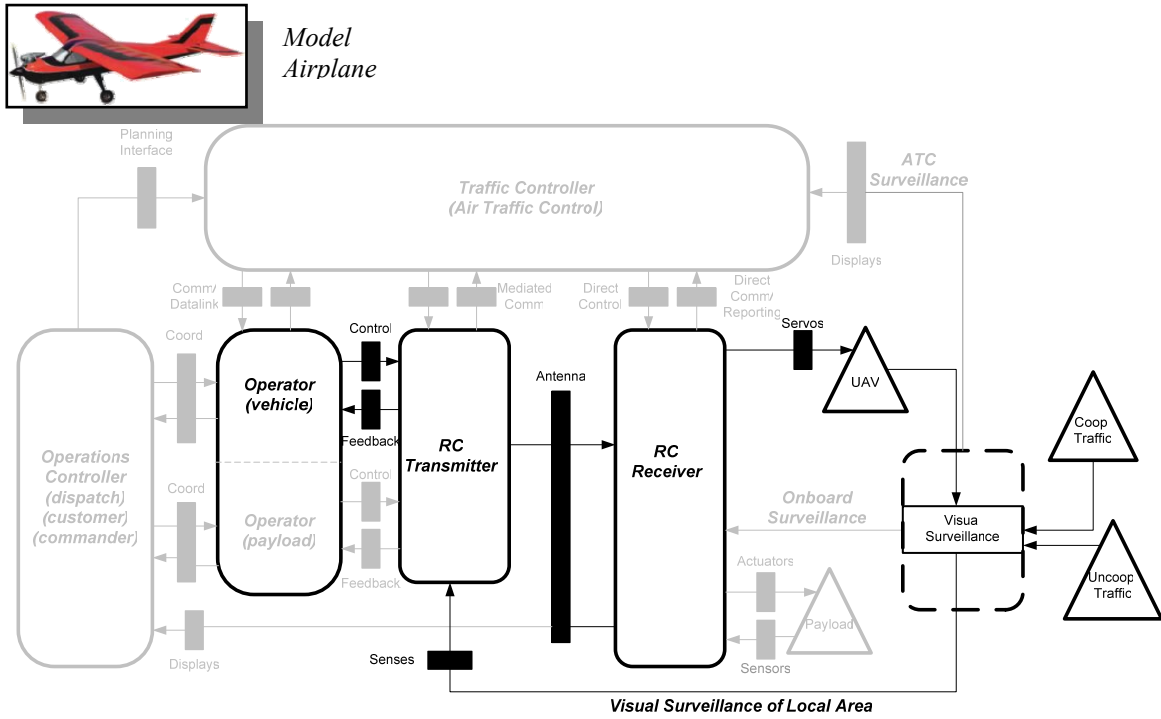 Model
Airplane
Planning
Interface
Traffic Controller
(Air Traffic Control)
ATC
Surveillance
Displays
Comm/
Datalink
Mediated
Comm
Direct
Control
Direct
Comm/
Reporting
Coord
Control
Servos
Operator
(vehicle)
Antenna
UAV
Coop
Traffic
Feedback
RC
Transmitter
RC
Receiver
Operations
Controller
(dispatch)
(customer)
(commander)
Coord
Control
Operator
(payload)
Onboard
Surveillance
Visua
Surveillance
Feedback
Actuators
Uncoop
Traffic
Payload
Displays
Senses
Sensors
Visual Surveillance of Local Area